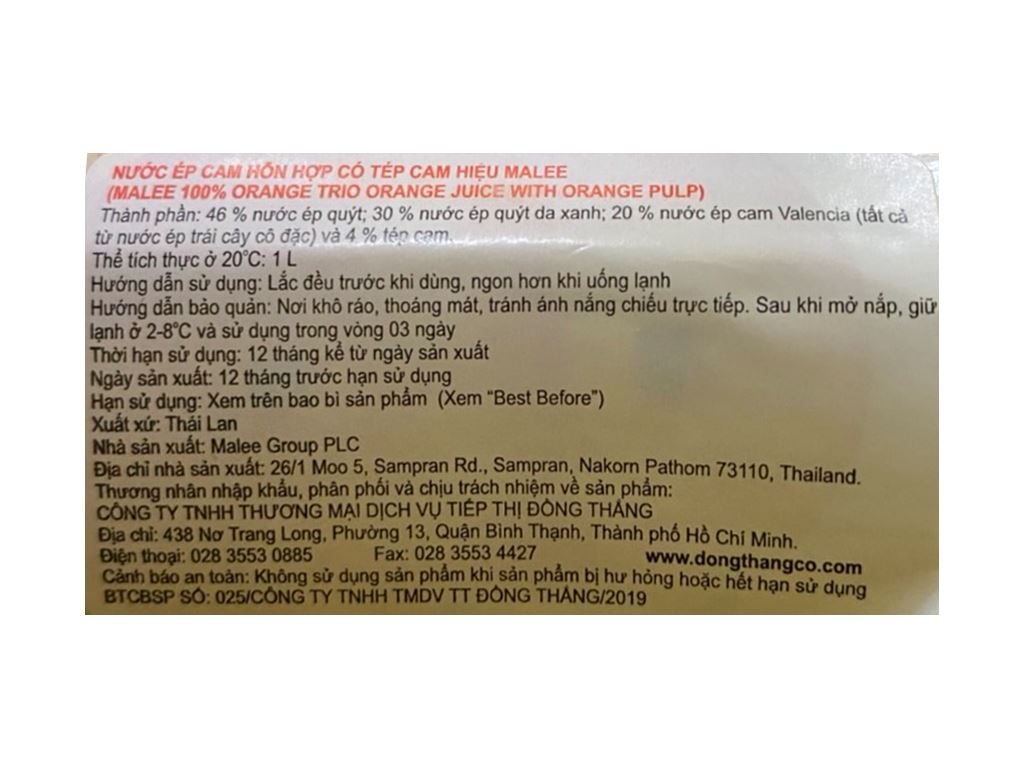 NƯỚC ÉP CAM HỖN HỢP CÓ TÉP CAM HIỆU MALEE
(MALEE 100% ORANGE TRIO ORANGE JUICE WITH ORANGE PULP)
Thành phần: 46 % nước ép quýt; 30 % nước ép quýt da xanh; 20 % nước ép cam Valencia (tất cả
từ nước ép trái cây cô đặc) và 4 % tép cam.
Thể tích thực ở 20°C: 1 L
Hướng dẫn sử dụng: Lắc đều trước khi dùng, ngon hơn khi uống lạnh
Hướng dẫn bảo quản: Nơi khô ráo, thoáng mát, tránh ánh nắng chiếu trực tiếp. Sau khi mở nắp, giữ
lạnh ở 2-8°C và sử dụng trong vòng 03 ngày
Thời hạn sử dụng: 12 tháng kể từ ngày sản xuất
Ngày sản xuất: 12 tháng trước hạn sử dụng
Hạn sử dụng: Xem trên bao bì sản phẩm (Xem “Best Before”)
Xuất xứ: Thái Lan
Nhà sản xuất: Malee Group PLC
Địa chỉ nhà sản xuất: 26/1 Moo 5, Sampran Rd., Sampran, Nakorn Pathom 73110, Thailand.
Thương nhân nhập khẩu, phân phối và chịu trách nhiệm về sản phẩm:
CÔNG TY TNHH THƯƠNG MẠI DỊCH VỤ TIẾP THỊ ĐÔNG THĂNG
Địa chỉ: 438 Nơ Trang Long, Phường 13, Quận Bình Thạnh, Thành phố Hồ Chí Minh.
Điện thoại: 028 3553 0885 Fax: 028 3553 4427 www.dongthangco.com
Cảnh báo an toàn: Không sử dụng sản phẩm khi sản phẩm bị hư hỏng hoặc hết hạn sử dụng
BTCBSP SỐ: 025/CÔNG TY TNHH TMDV TT ĐÔNG THĂNG/2019